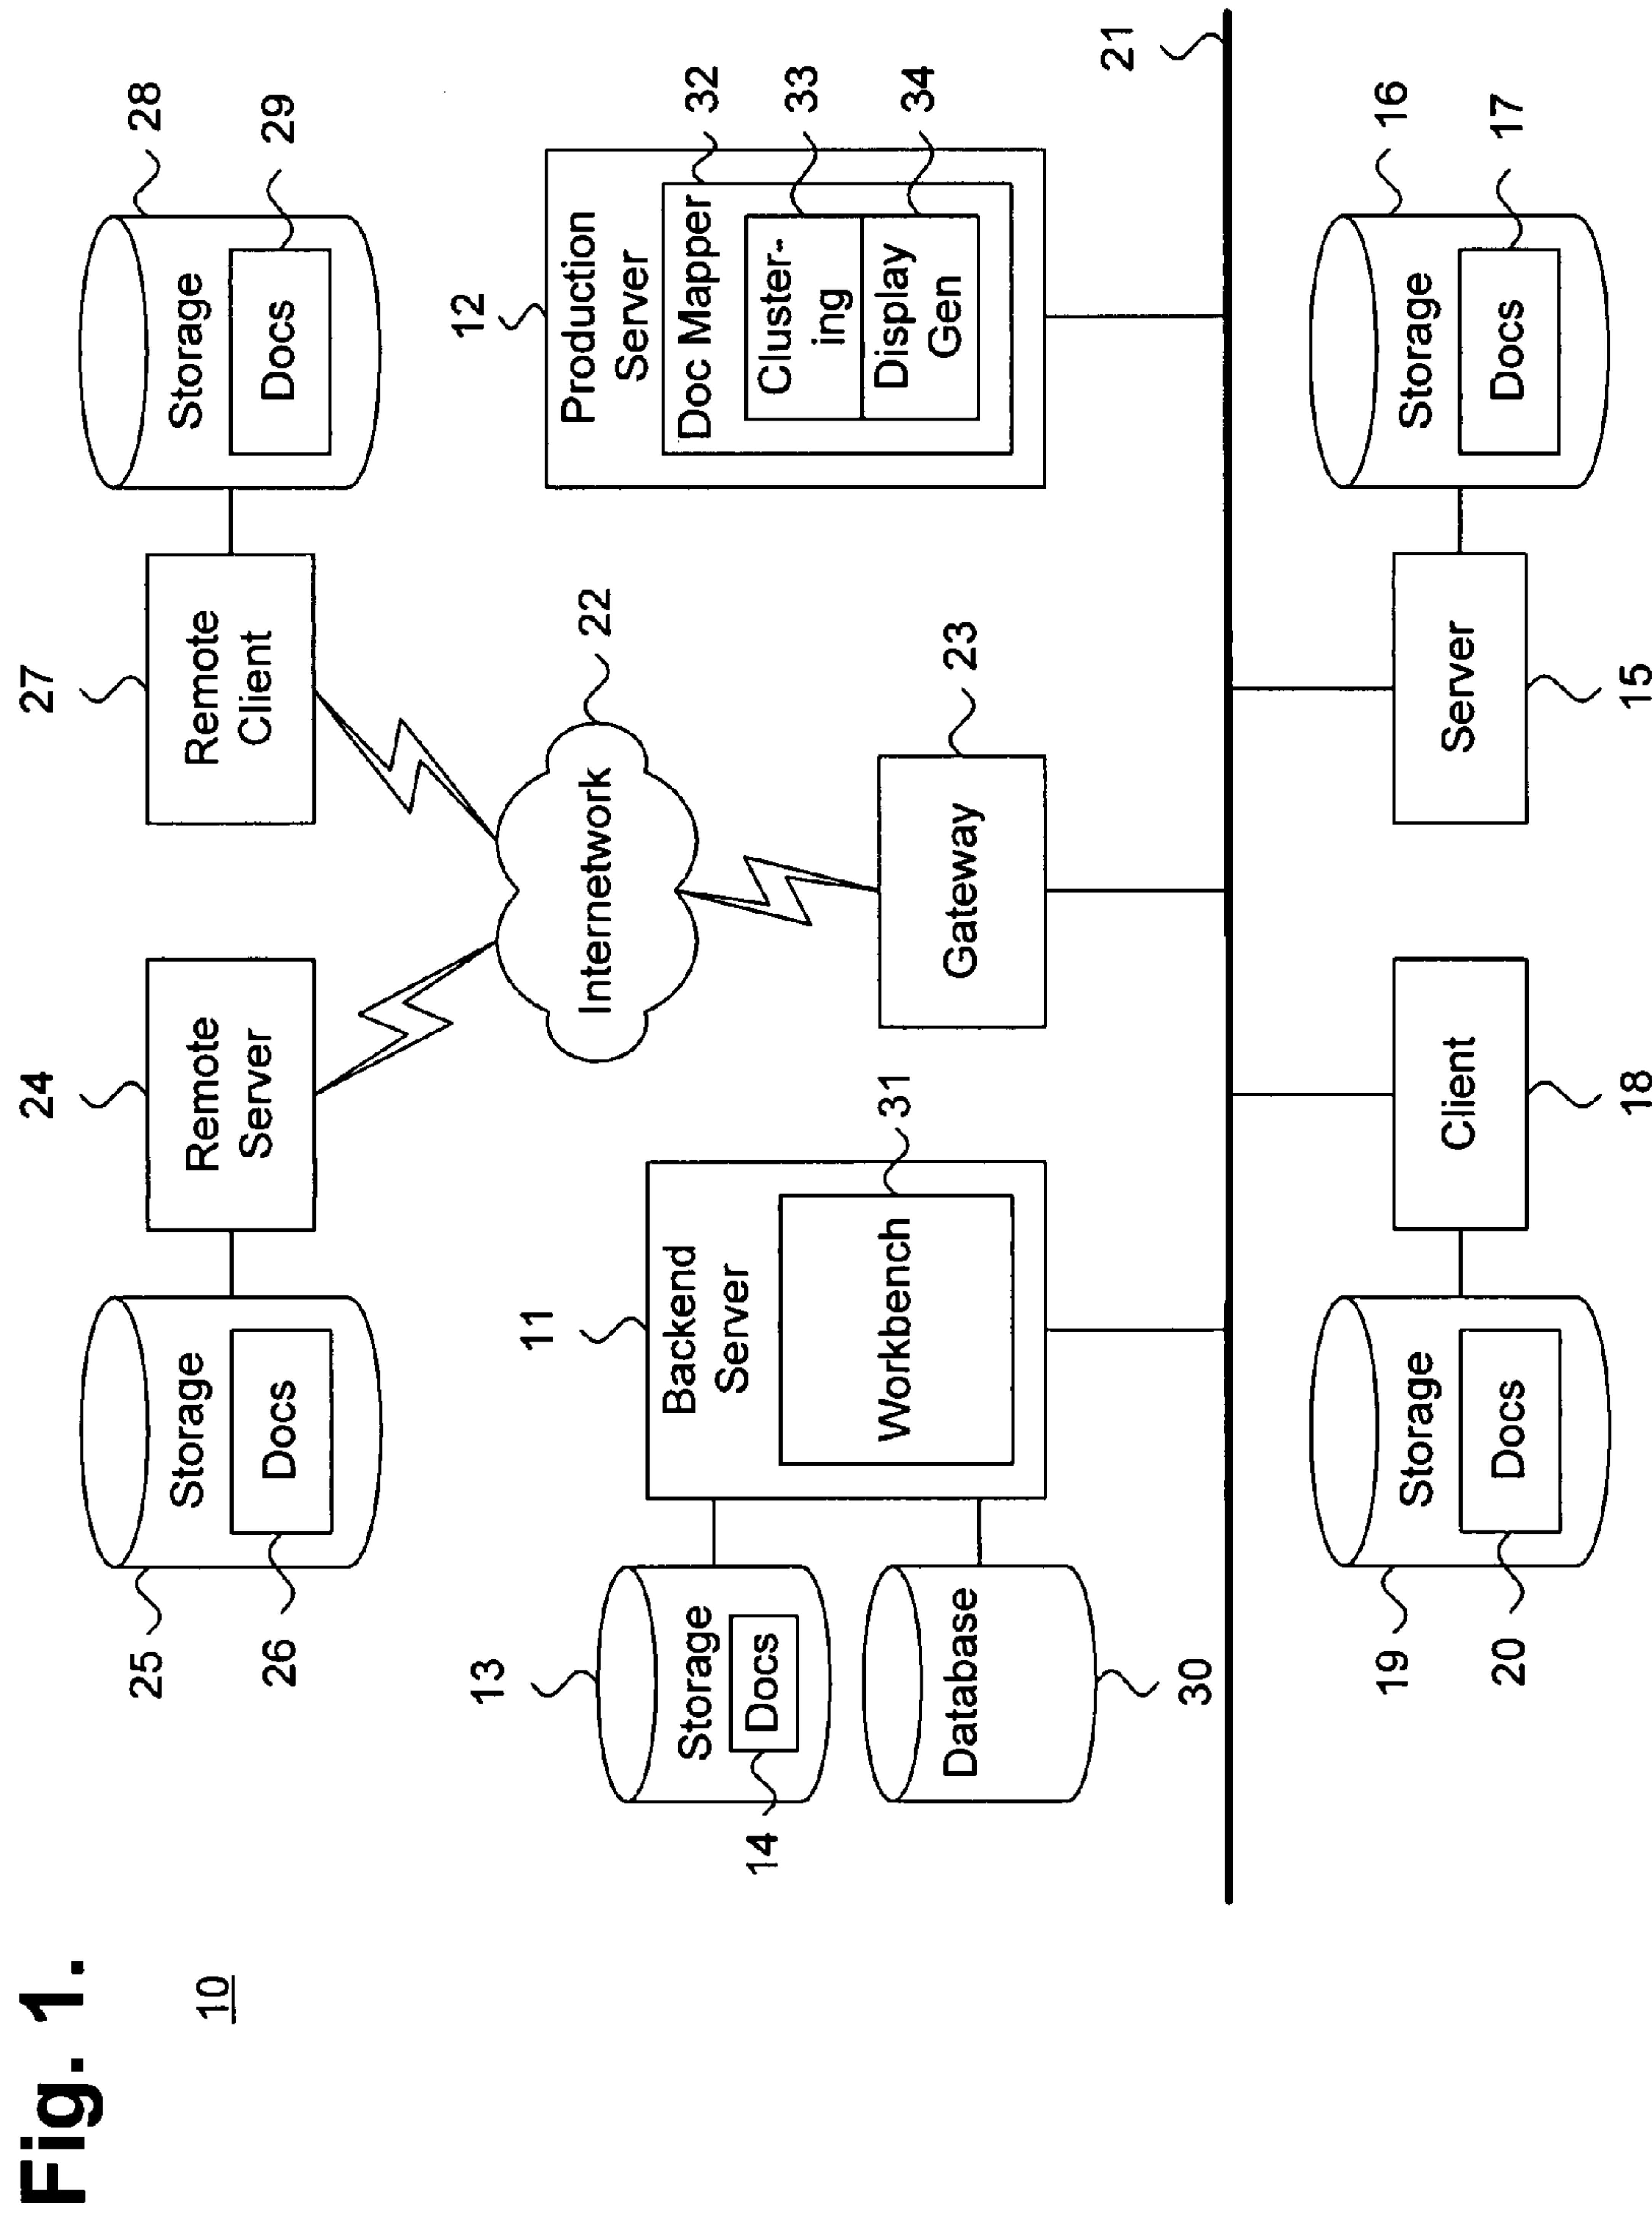 Fig. 1.
10
24
27
25
26
Storage
Docs
Remote
Server
Remote
Client
Storage
Docs
28
29
22
Internetwork
13
14
Storage
Docs
Database
30
11
Backend
Server
Workbench
31
23
Gateway
12
Production
Server
Doc Mapper
Cluster-
ing
Display
Gen
32
33
34
21
19
20
Storage
Docs
Client
18
Server
15
Storage
Docs
16
17